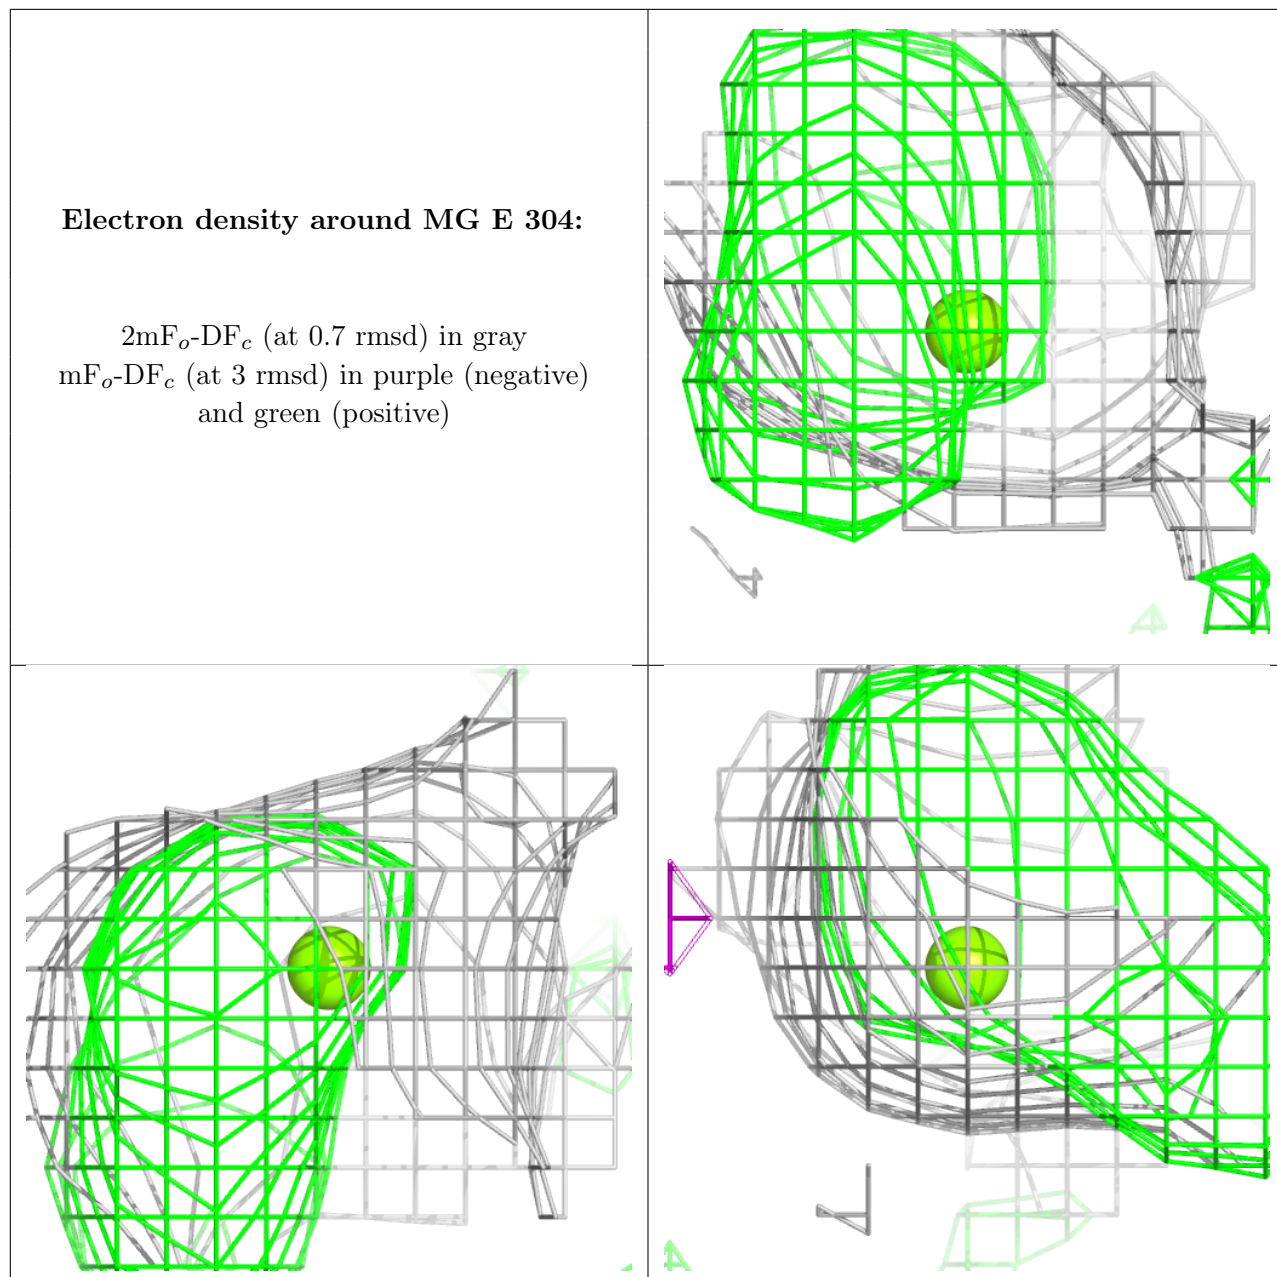 Electron density around MG E 304:
2mFo-DFc (at 0.7 rmsd) in gray
mFo-DFc (at 3 rmsd) in purple (negative)
and green (positive)